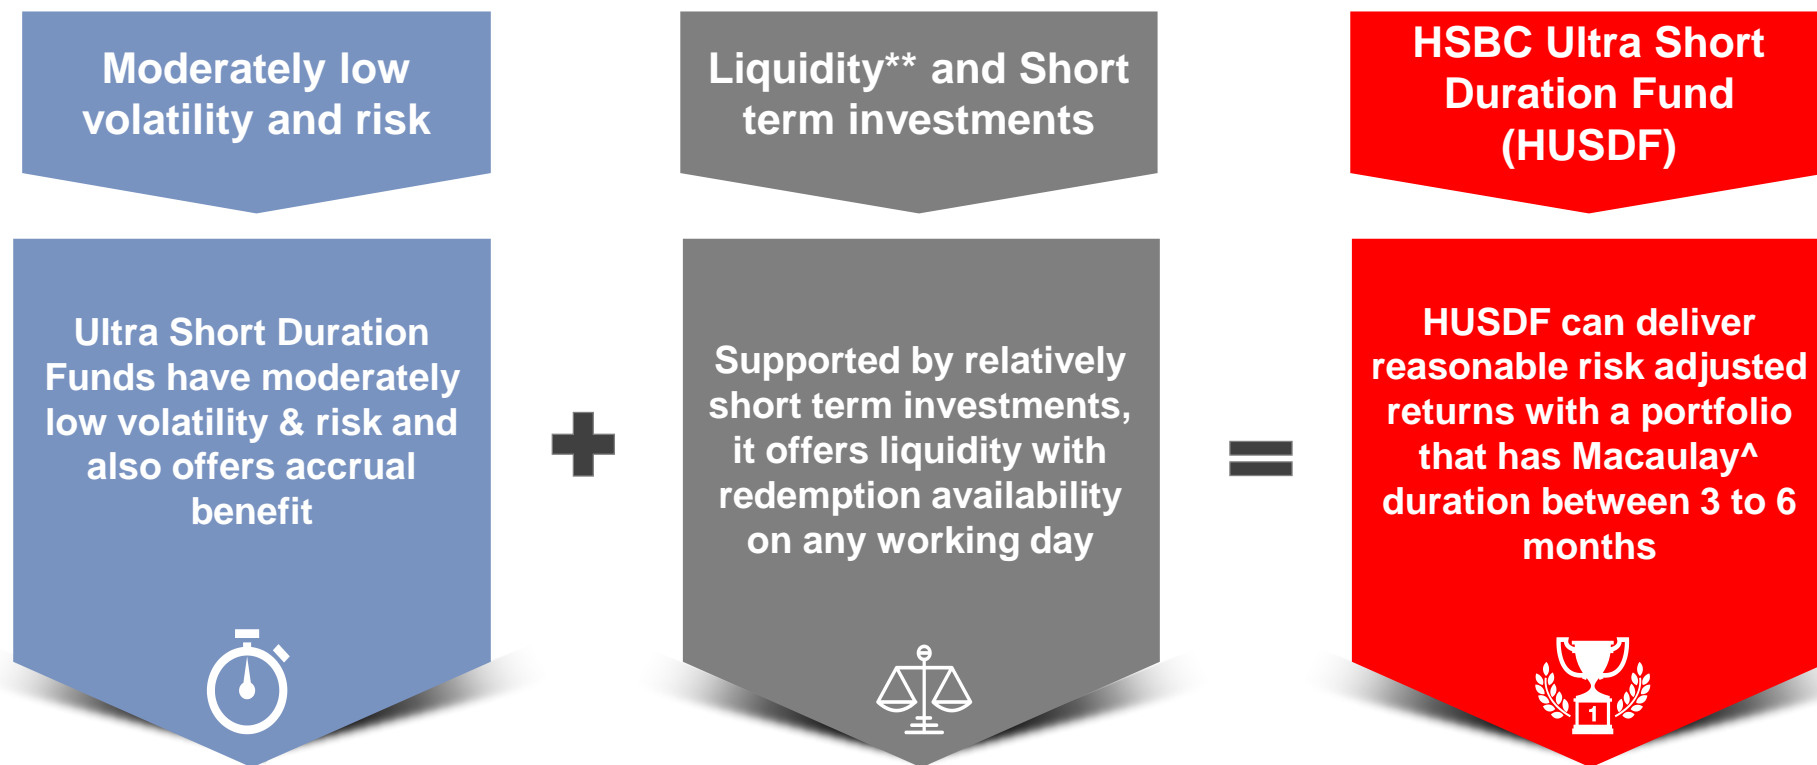 Moderately low
volatility and risk
Liquidity** and Short
term investments
HSBC Ultra Short
Duration Fund
(HUSDF)
Ultra Short Duration
Funds have moderately
low volatility & risk and
also offers accrual
benefit
Supported by relatively
short term investments,
it offers liquidity with
redemption availability
on any working day
HUSDF can deliver
reasonable risk adjusted
returns with a portfolio
that has Macaulay^
duration between 3 to 6
months
1